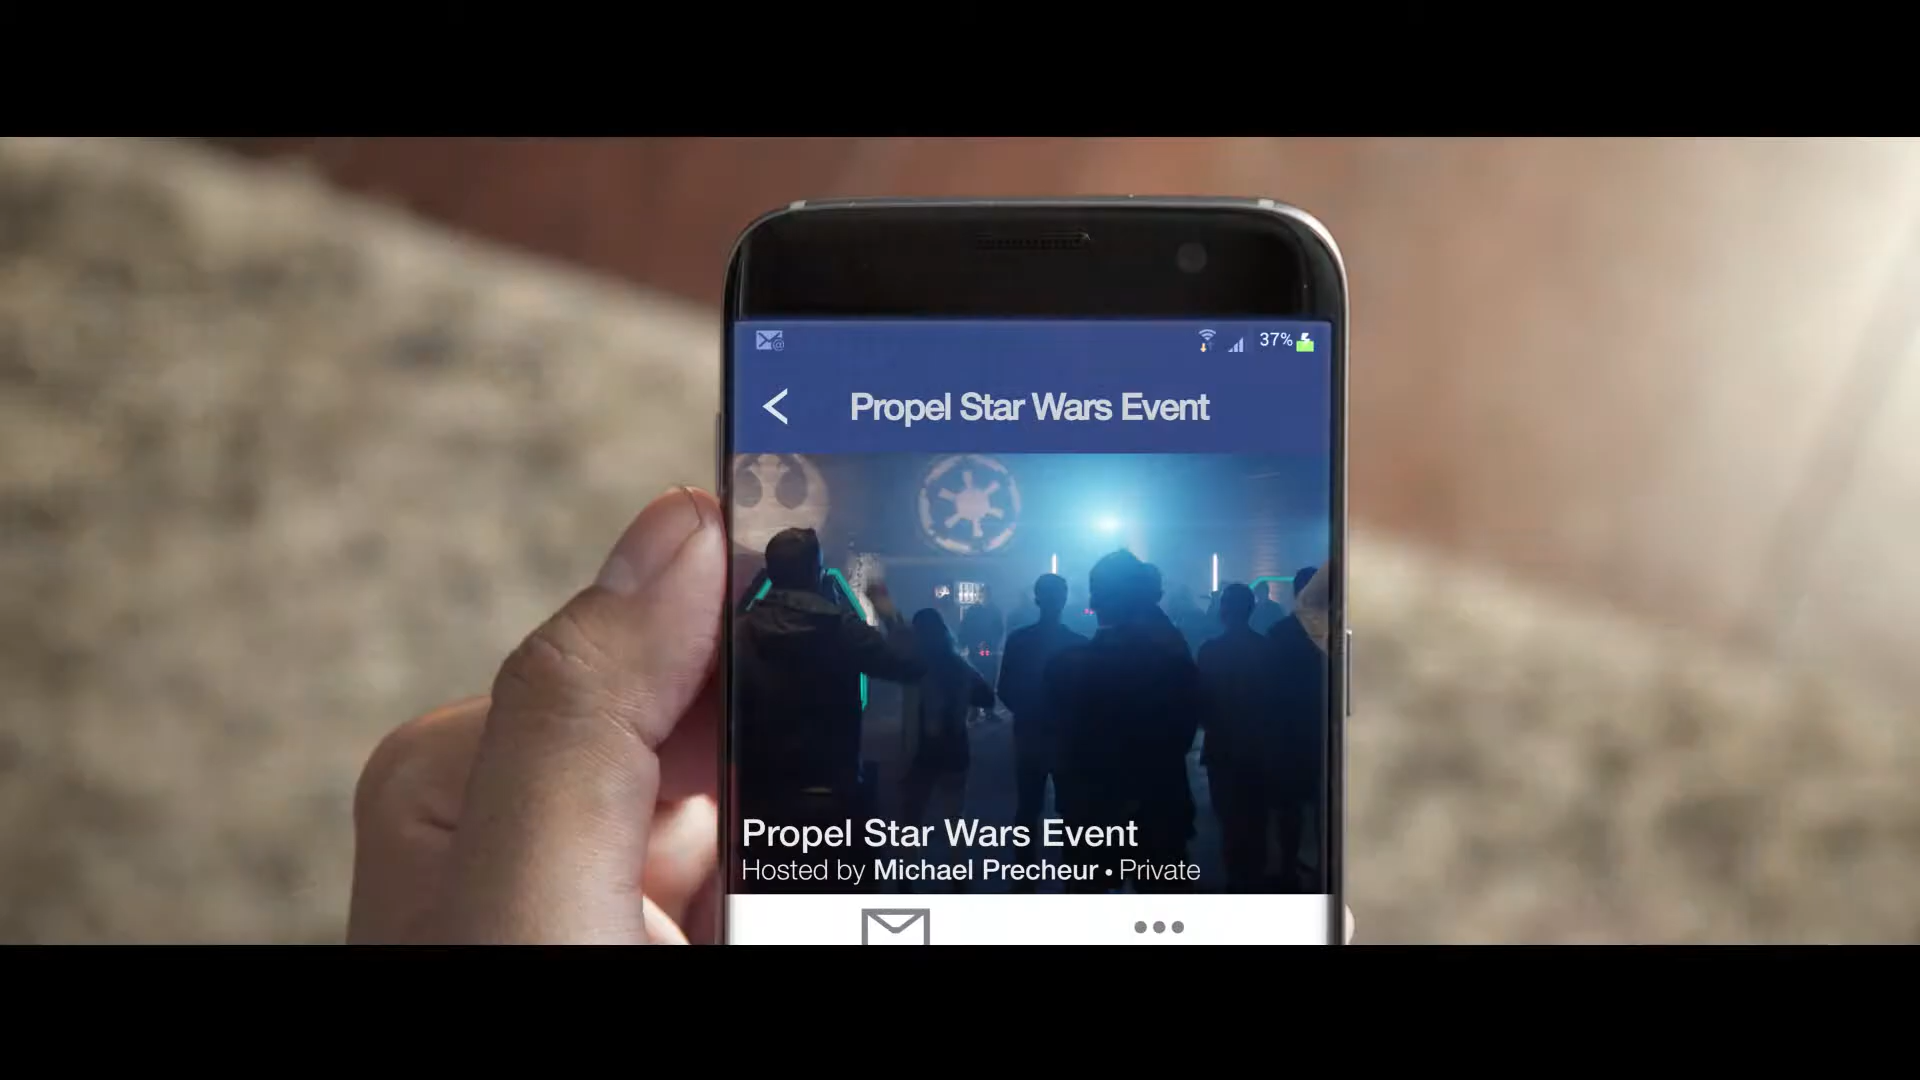 37%
Propel Star Wars Event
Propel Star Wars Event
Hosted by Michael Precheur • Private